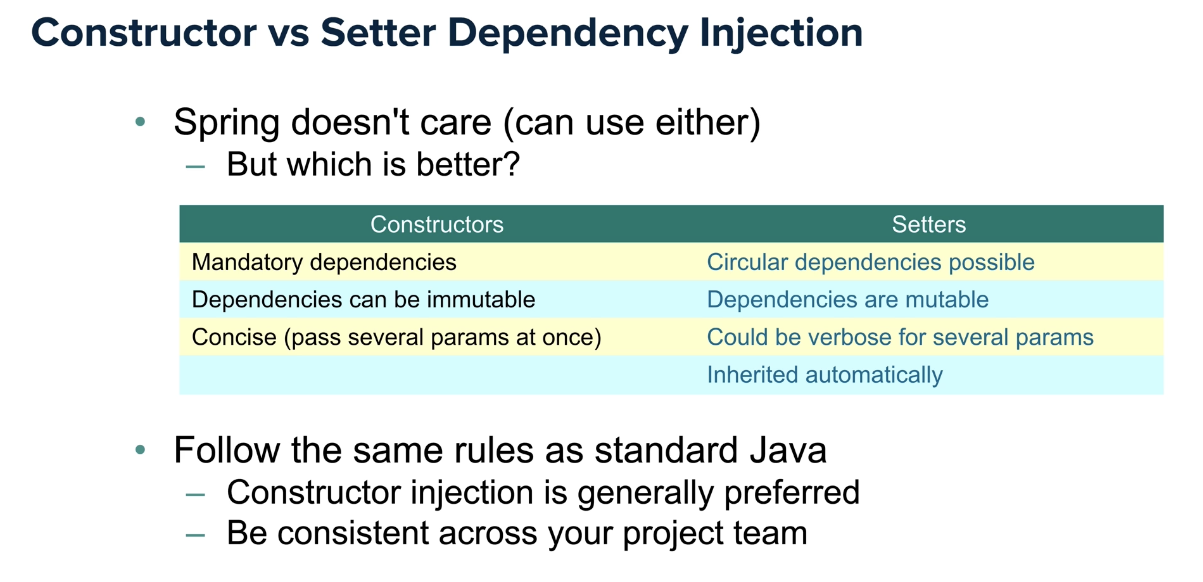 Constructor vs Setter Dependency Injection
• Spring doesn't care (can use either)
– But which is better?
Constructors Setters
Mandatory dependencies Circular dependencies possible
Dependencies can be immutable Dependencies are mutable
Concise (pass several params at once) Could be verbose for several params
Inherited automatically
• Follow the same rules as standard Java
– Constructor injection is generally preferred
– Be consistent across your project team